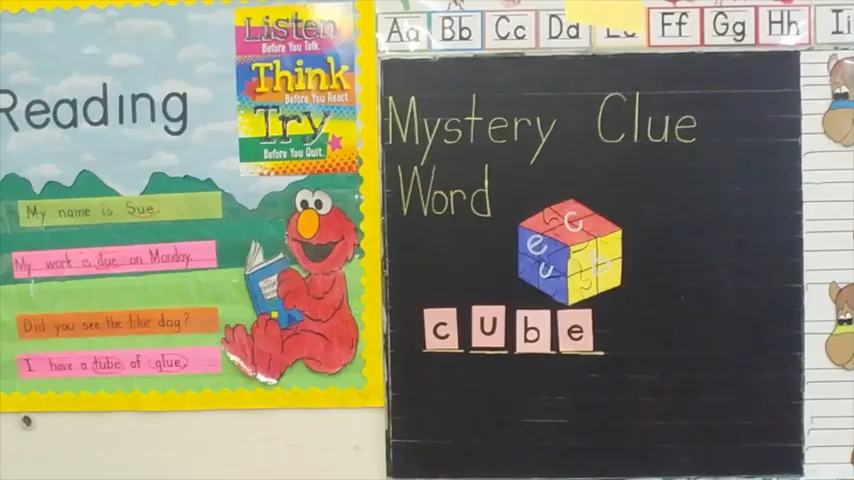 Reading
Listen
Before You Talk.
Think
Before You React
Try
Before You Quit.
My name is Sue.
My work is due on Monday.
Did you see the blue dog?
I have a tube of glue.
Aa Bb Cc Dd Ff Gg Hh Ii
Mystery Clue
Word
c
e
u
b
c u b e